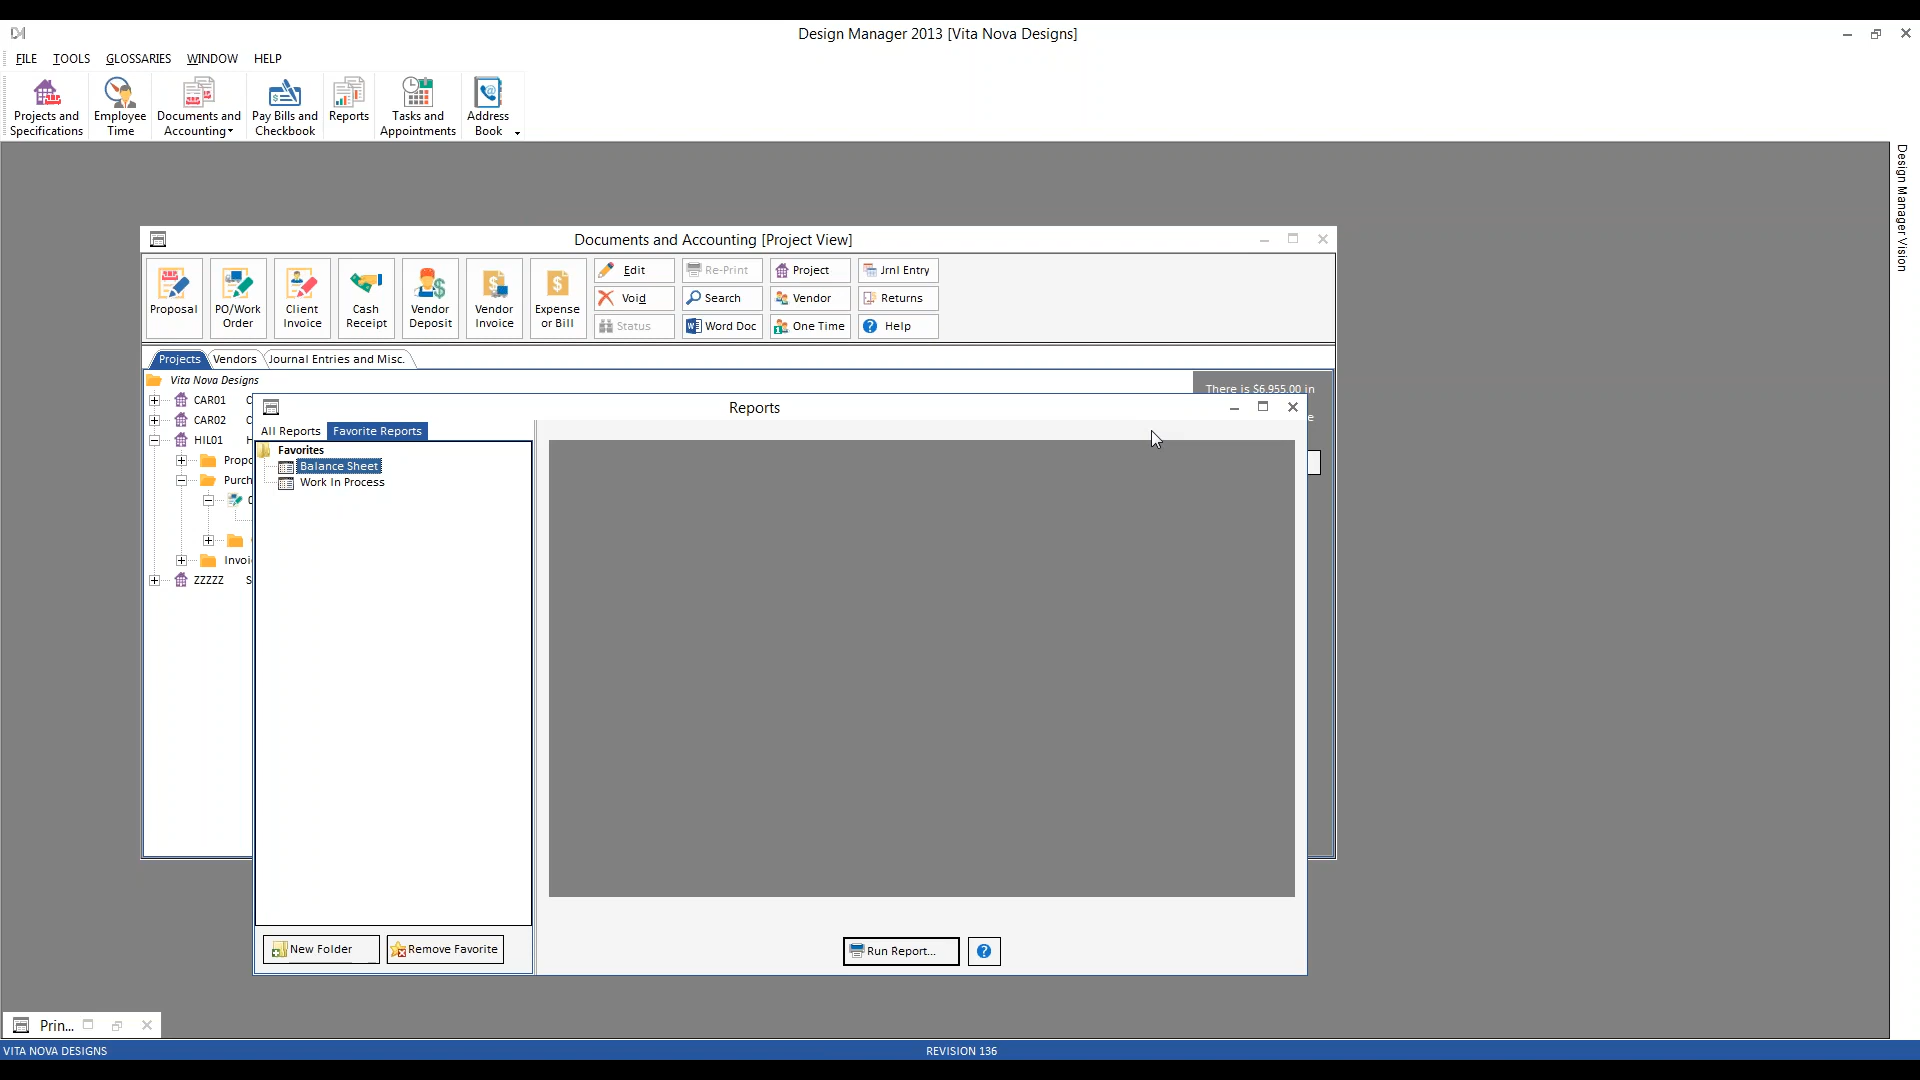 Design Manager 2013 [Vita Nova Designs]
FILE TOOLS GLOSSARIES WINDOW HELP
Projects and Specifications
Employee Time
Documents and Accounting
Pay Bills and Checkbook
Reports
Tasks and Appointments
Address Book
Design Manager Vision
Documents and Accounting [Project View]
Proposal
PO/Work Order
Client Invoice
Cash Receipt
Vendor Deposit
Vendor Invoice
Expense or Bill
Edit Re-Print Project Jrnl Entry
Void Search Vendor Returns
Status Word Doc One Time Help
Projects Vendors Journal Entries and Misc.
Vita Nova Designs
There is $6,955.00 in
CAR01
CAR02
HIL01
ZZZZZ
Reports
All Reports Favorite Reports
Favorites
Balance Sheet
Work In Process
New Folder Remove Favorite
Run Report...
Prin...
VITA NOVA DESIGNS REVISION 136